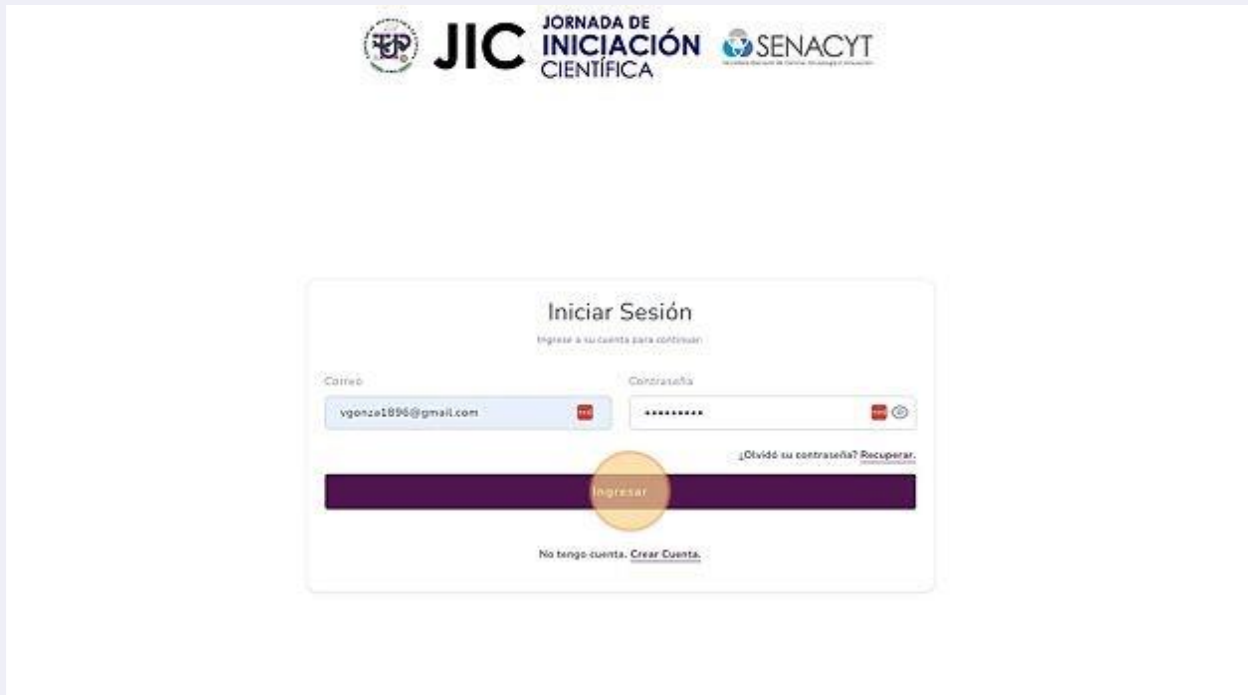 UTP
JIC
JORNADA DE
INICIACIÓN
CIENTÍFICA
SENACYT
Iniciar Sesión
Ingrese a su cuenta para continuar
Correo
Contraseña
vgonza1896@gmail.com
•••••••••
¿Olvidó su contraseña? Recuperar.
Ingresar
No tengo cuenta. Crear Cuenta.